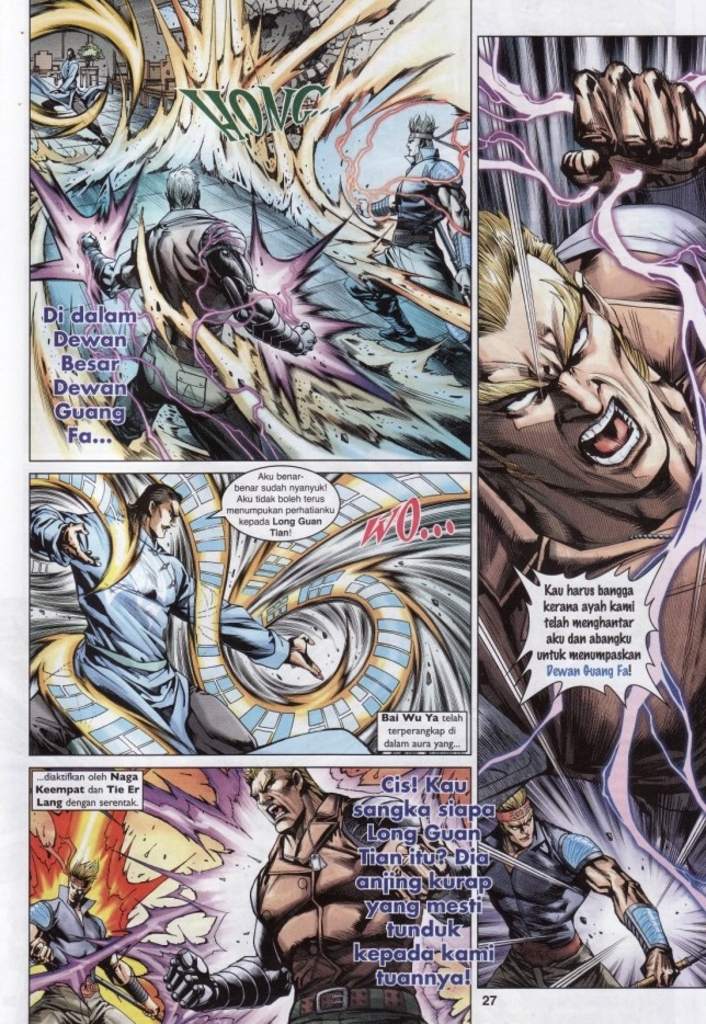 HONG
Di dalam
Dewan
Besar
Dewan
Guang
Fa...
Aku benar-
benar sudah nyanyuk!
Aku tidak boleh terus
menumpukan perhatianku
kepada Long Guan
Tian!
WO...
Bai Wu Ya telah
terperangkap di
dalam aura yang...
...diaktifkan oleh Naga
Keempat dan Tie Er
Lang dengan serentak.
Cis! Kau
sangka siapa
Long Guan
Tian itu? Dia
anjing kurap
yang mesti
tunduk
kepada kami
tuannya!
Kau harus bangga
kerana ayah kami
telah menghantar
aku dan abangku
untuk menumpaskan
Dewan Guang Fa!
27